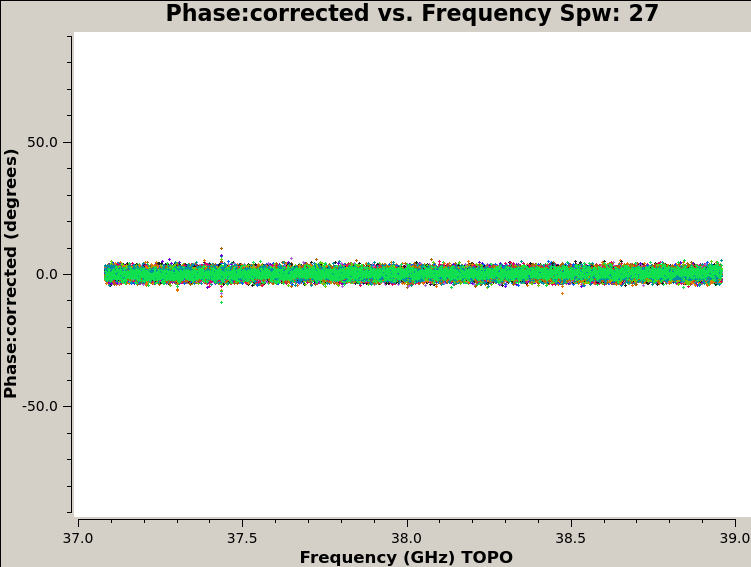 Phase:corrected vs. Frequency Spw: 27
Phase:corrected (degrees)
50.0
0.0
-50.0
37.0 37.5 38.0 38.5 39.0
Frequency (GHz) TOPO